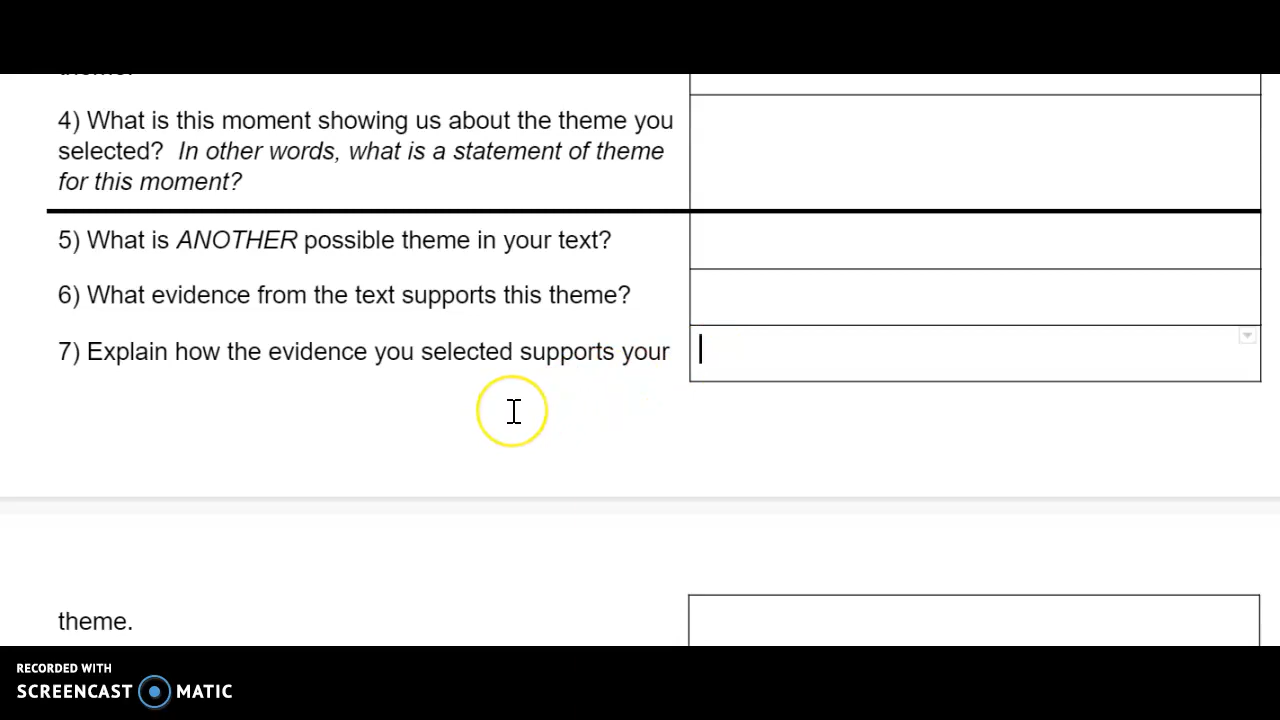 theme.
4) What is this moment showing us about the theme you
selected? In other words, what is a statement of theme
for this moment?
5) What is ANOTHER possible theme in your text?
6) What evidence from the text supports this theme?
7) Explain how the evidence you selected supports your
theme.
RECORDED WITH
SCREENCAST MATIC